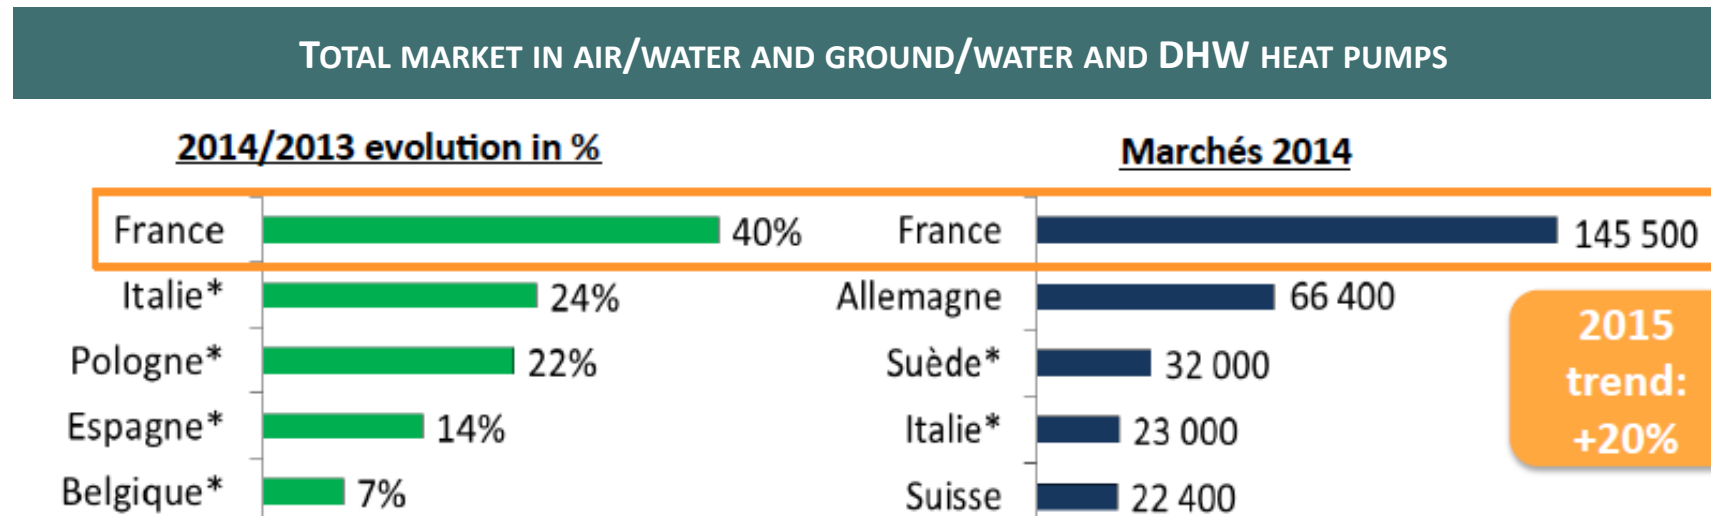 TOTAL MARKET IN AIR/WATER AND GROUND/WATER AND DHW HEAT PUMPS
2014/2013 evolution in %
France 40%
Italie* 24%
Pologne* 22%
Espagne* 14%
Belgique* 7%
Marchés 2014
France 145 500
Allemagne 66 400
Suède* 32 000
Italie* 23 000
Suisse 22 400
2015
trend:
+20%